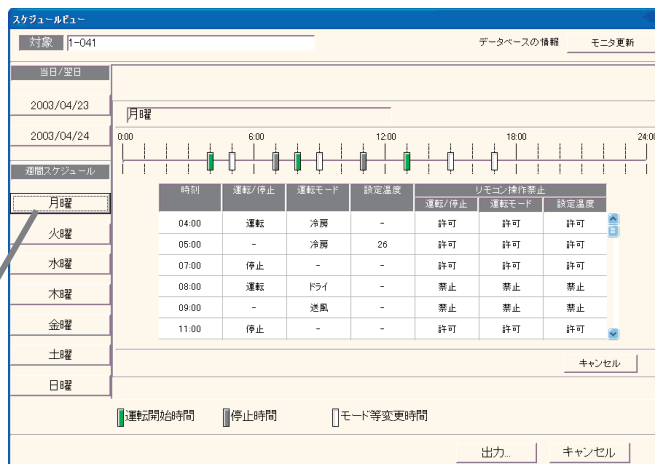 スケジュールビュー
対象 1-041 データベースの情報 モニタ更新
当日/翌日
2003/04/23
2003/04/24
週間スケジュール
月曜
火曜
水曜
木曜
金曜
土曜
日曜
月曜
0:00 6:00 12:00 18:00 24:00
時刻 運転/停止 運転モード 設定温度 リモコン操作禁止
運転/停止 運転モード 設定温度
04:00 運転 冷房 - 許可 許可 許可
05:00 - 冷房 26 許可 許可 許可
07:00 停止 - - 許可 許可 許可
08:00 運転 ドライ - 禁止 禁止 禁止
09:00 - 送風 - 禁止 禁止 禁止
11:00 停止 - - 許可 許可 許可
キャンセル
運転開始時間 停止時間 モード等変更時間
出力... キャンセル